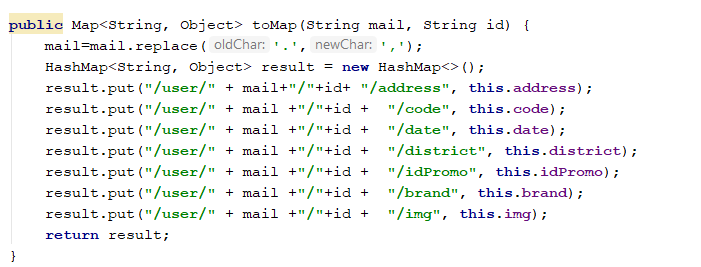 public Map<String, Object> toMap(String mail, String id) {
mail=mail.replace( oldChar: '.', newChar: ',');
HashMap<String, Object> result = new HashMap<>();
result.put("/user/" + mail+"/"+id+ "/address", this.address);
result.put("/user/" + mail +"/"+id +  "/code", this.code);
result.put("/user/" + mail +"/"+id +  "/date", this.date);
result.put("/user/" + mail +"/"+id +  "/district", this.district);
result.put("/user/" + mail +"/"+id +  "/idPromo", this.idPromo);
result.put("/user/" + mail +"/"+id +  "/brand", this.brand);
result.put("/user/" + mail +"/"+id +  "/img", this.img);
return result;
}